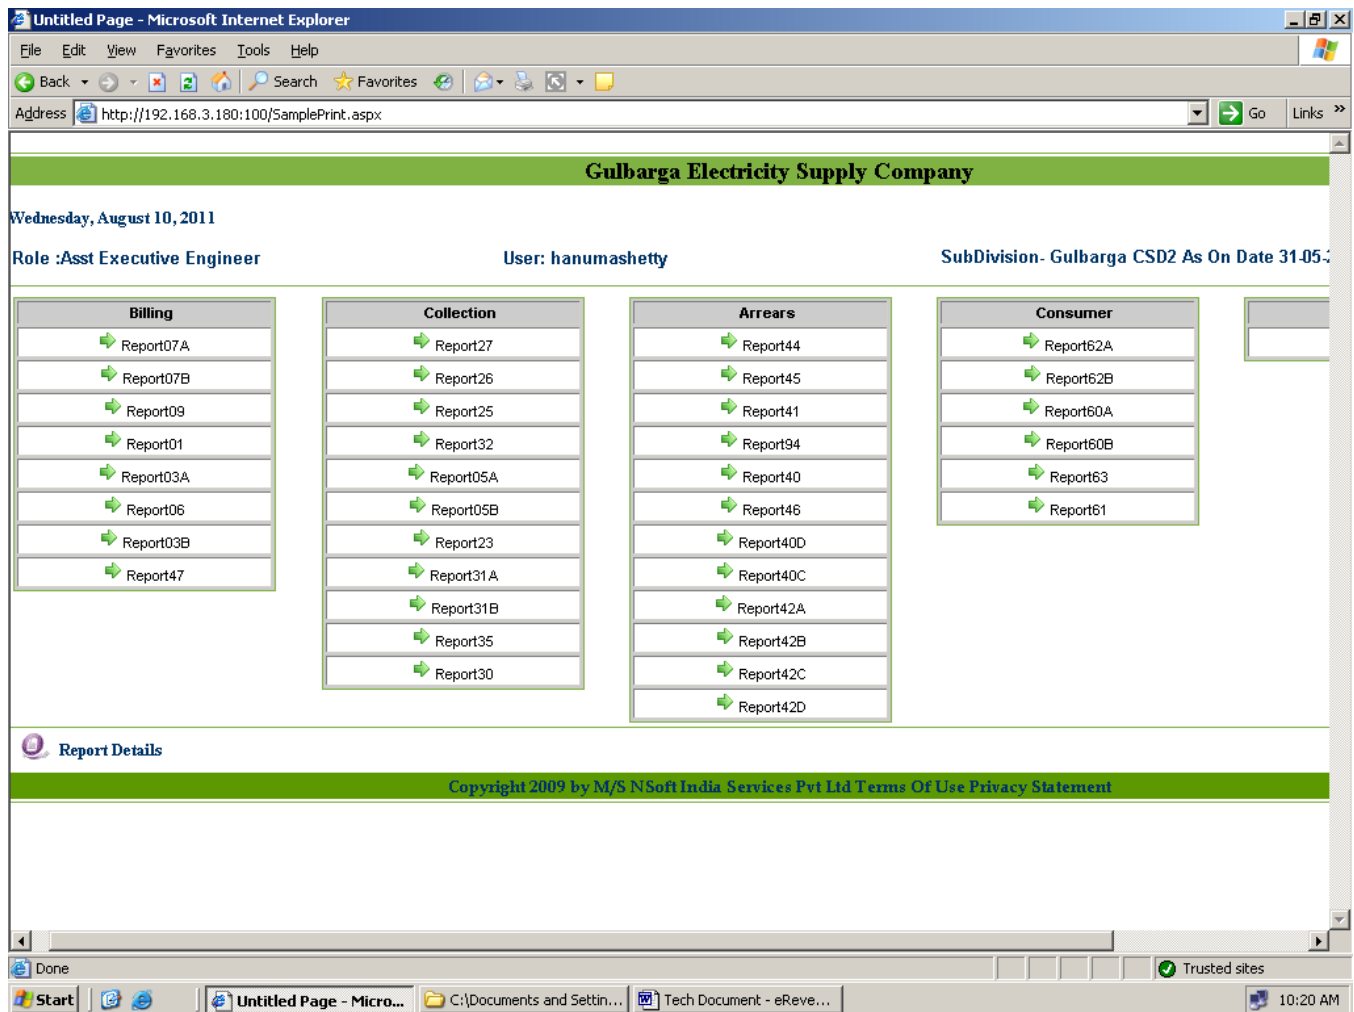 Untitled Page - Microsoft Internet Explorer
File Edit View Favorites Tools Help
Back Search Favorites
Address http://192.168.3.180:100/SamplePrint.aspx Go Links »
Gulbarga Electricity Supply Company
Wednesday, August 10, 2011
Role :Asst Executive Engineer User: hanumashetty SubDivision- Gulbarga CSD2 As On Date 31-05-
Billing
Report07A
Report07B
Report09
Report01
Report03A
Report06
Report03B
Report47
Collection
Report27
Report26
Report25
Report32
Report05A
Report05B
Report23
Report31A
Report31B
Report35
Report30
Arrears
Report44
Report45
Report41
Report94
Report40
Report46
Report40D
Report40C
Report42A
Report42B
Report42C
Report42D
Consumer
Report62A
Report62B
Report60A
Report60B
Report63
Report61
Report Details
Copyright 2009 by M/S NSoft India Services Pvt Ltd Terms Of Use Privacy Statement
Done Trusted sites
Start Untitled Page - Micro... C:\Documents and Settin... Tech Document - eReve... 10:20 AM